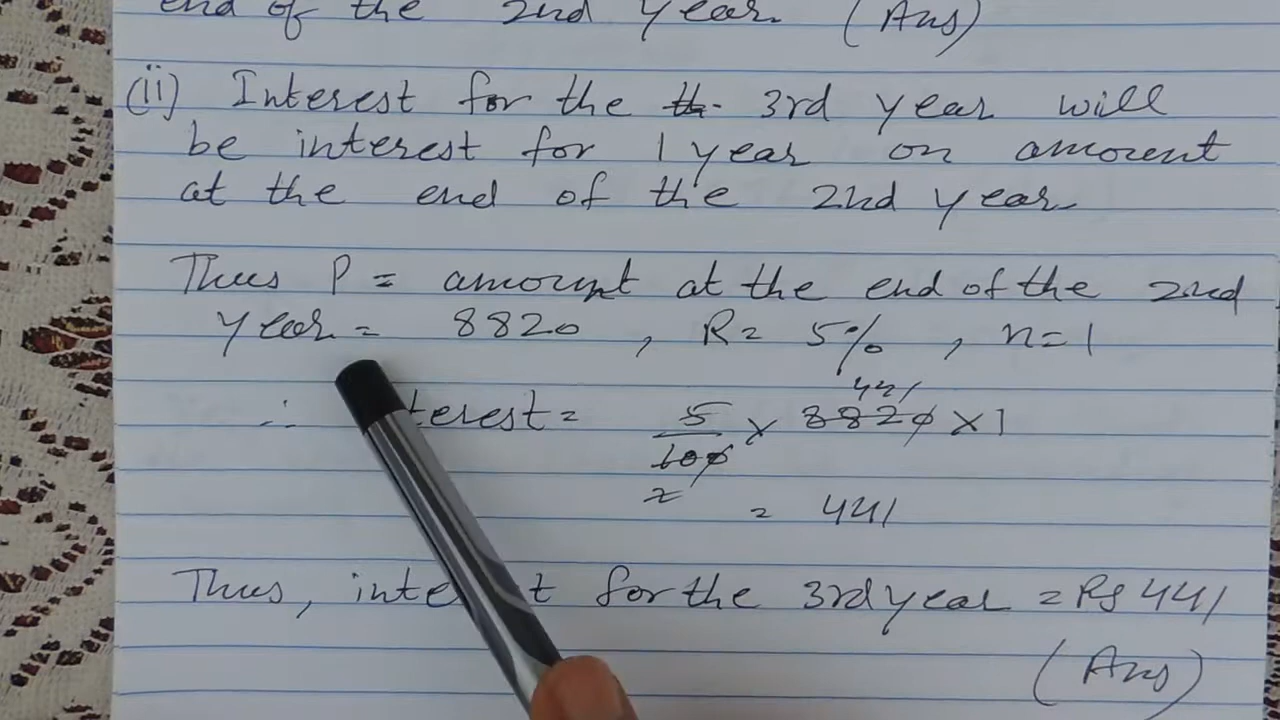 end of the 2nd year. (Ans)
(ii) Interest for the th. 3rd year will
be interest for 1 year on amount
at the end of the 2nd year.
Thus P = amount at the end of the 2nd
year = 8820 , R = 5% , n = 1
441
∴ terest = 5/100 × 8820 × 1
2
= 441
Thus, inte t for the 3rd year = Rs 441
(Ans)